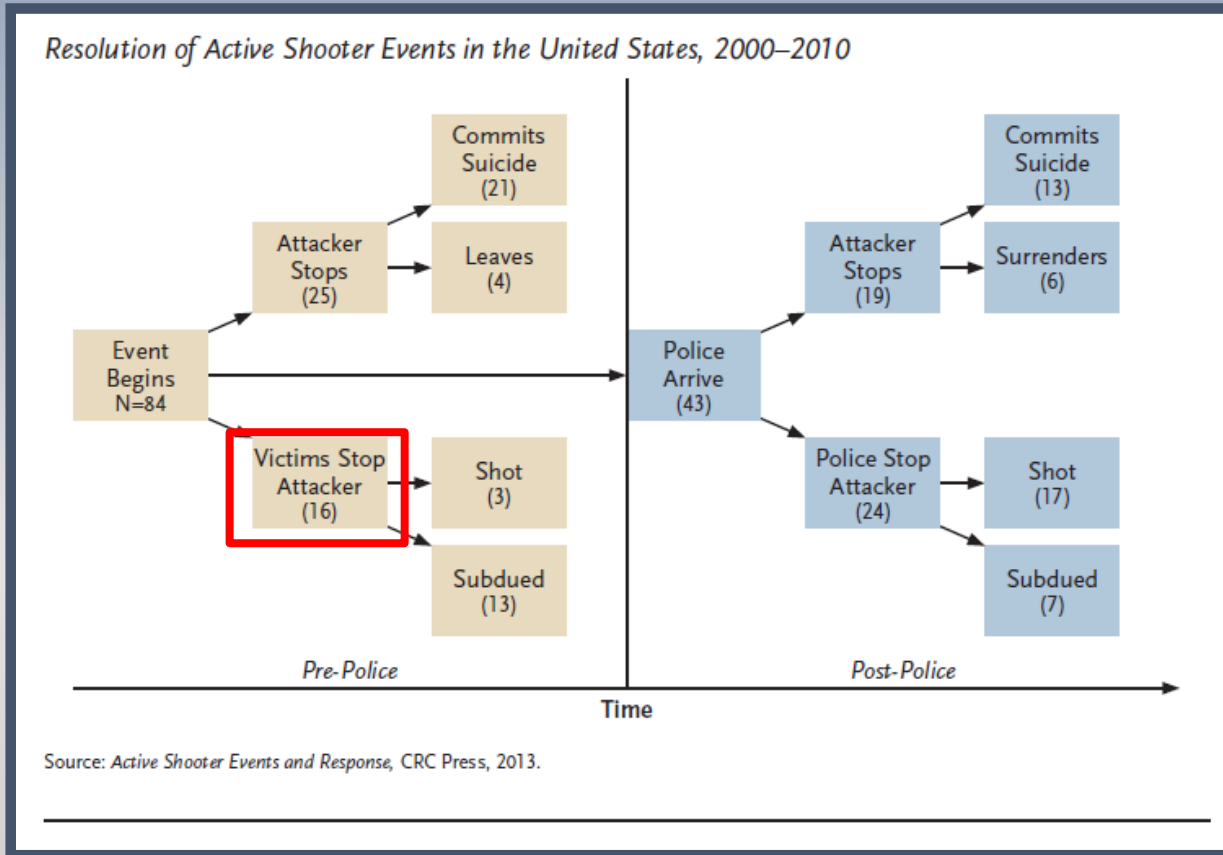 Resolution of Active Shooter Events in the United States, 2000–2010
Commits
Suicide
(21)
Attacker
Stops
(25)
Leaves
(4)
Event
Begins
N=84
Victims Stop
Attacker
(16)
Shot
(3)
Subdued
(13)
Commits
Suicide
(13)
Attacker
Stops
(19)
Surrenders
(6)
Police
Arrive
(43)
Police Stop
Attacker
(24)
Shot
(17)
Subdued
(7)
Pre-Police
Post-Police
Time
Source: Active Shooter Events and Response, CRC Press, 2013.